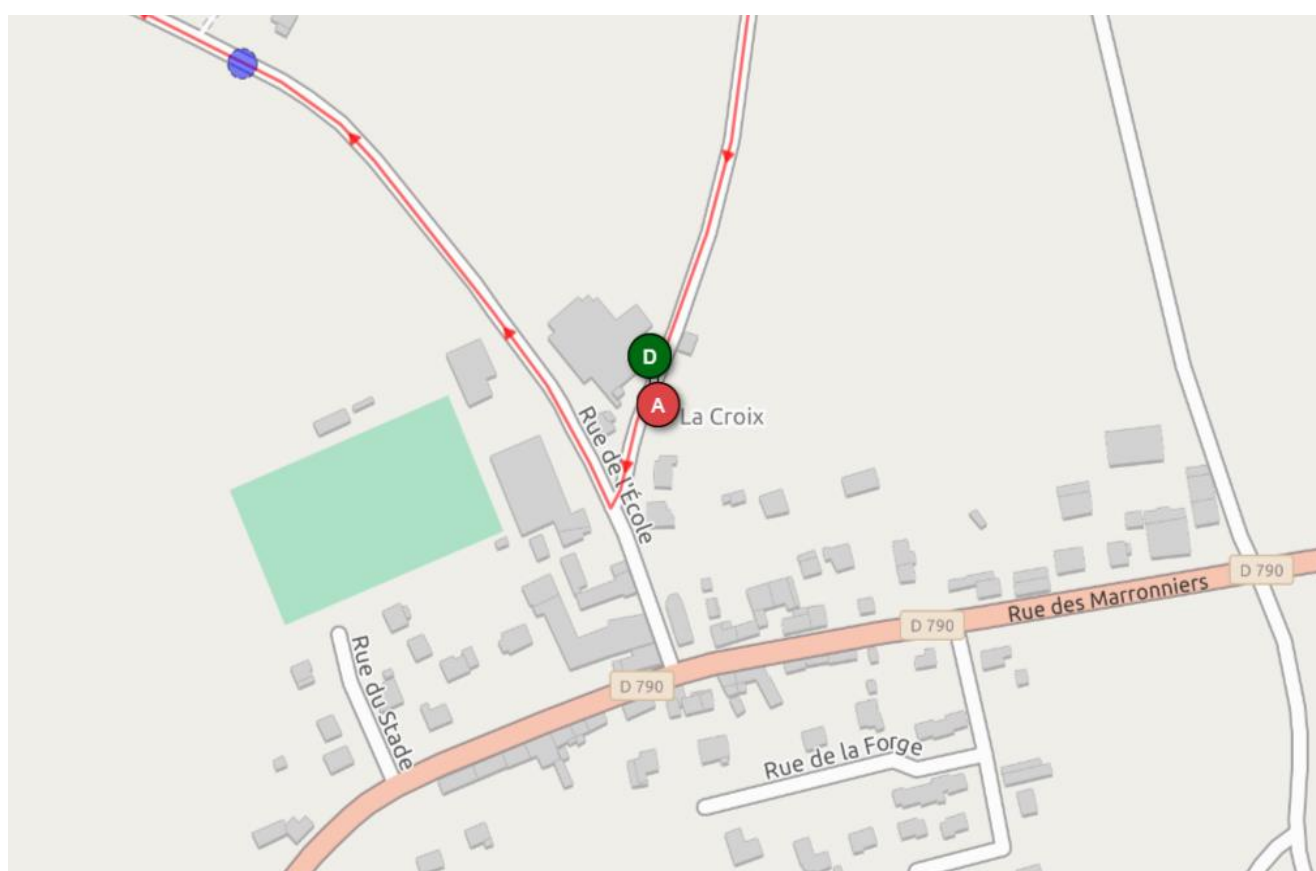 D
A
La Croix
Rue de l'École
D 790
Rue des Marronniers
D 790
D 790
Rue du Stade
Rue de la Forge